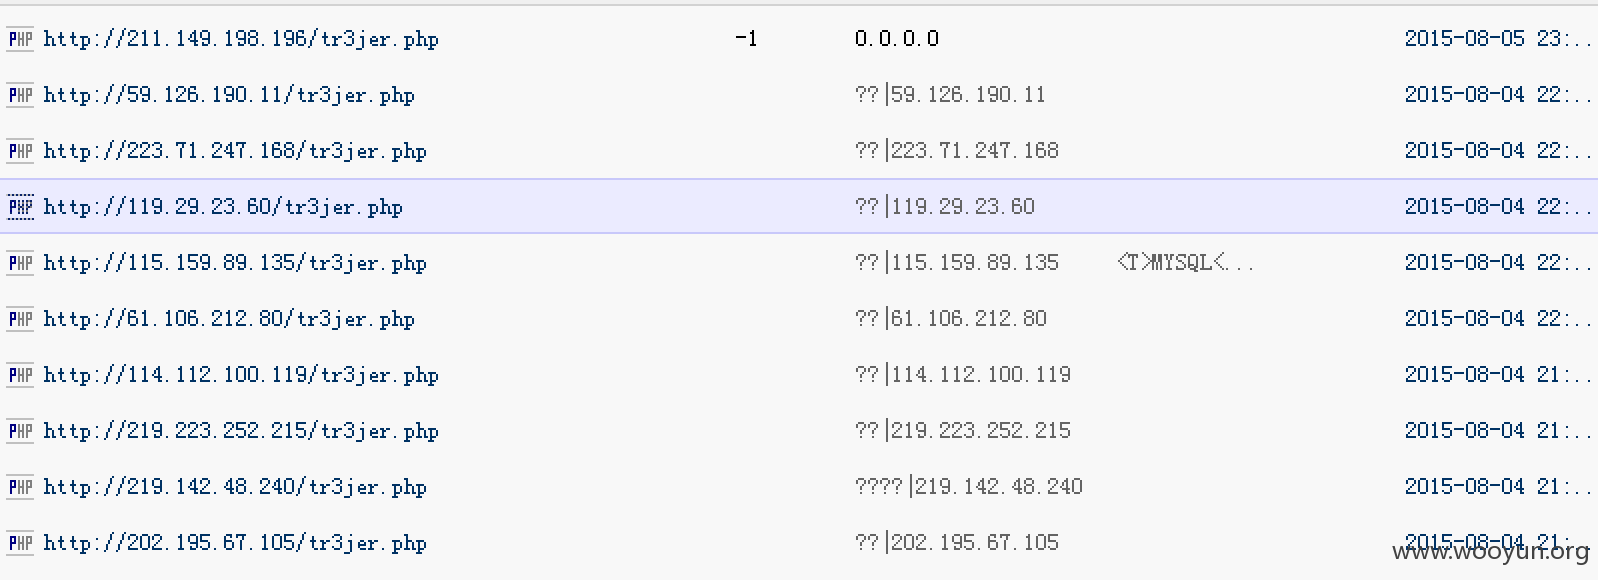 PHP http://211.149.198.196/tr3jer.php -1 0.0.0.0 2015-08-05 23:..
PHP http://59.126.190.11/tr3jer.php ??|59.126.190.11 2015-08-04 22:..
PHP http://223.71.247.168/tr3jer.php ??|223.71.247.168 2015-08-04 22:..
PHP http://119.29.23.60/tr3jer.php ??|119.29.23.60 2015-08-04 22:..
PHP http://115.159.89.135/tr3jer.php ??|115.159.89.135 <T>MYSQL<... 2015-08-04 22:..
PHP http://61.106.212.80/tr3jer.php ??|61.106.212.80 2015-08-04 22:..
PHP http://114.112.100.119/tr3jer.php ??|114.112.100.119 2015-08-04 21:..
PHP http://219.223.252.215/tr3jer.php ??|219.223.252.215 2015-08-04 21:..
PHP http://219.142.48.240/tr3jer.php ????|219.142.48.240 2015-08-04 21:..
PHP http://202.195.67.105/tr3jer.php ??|202.195.67.105 2015-08-04 21:..
www.wooyun.org